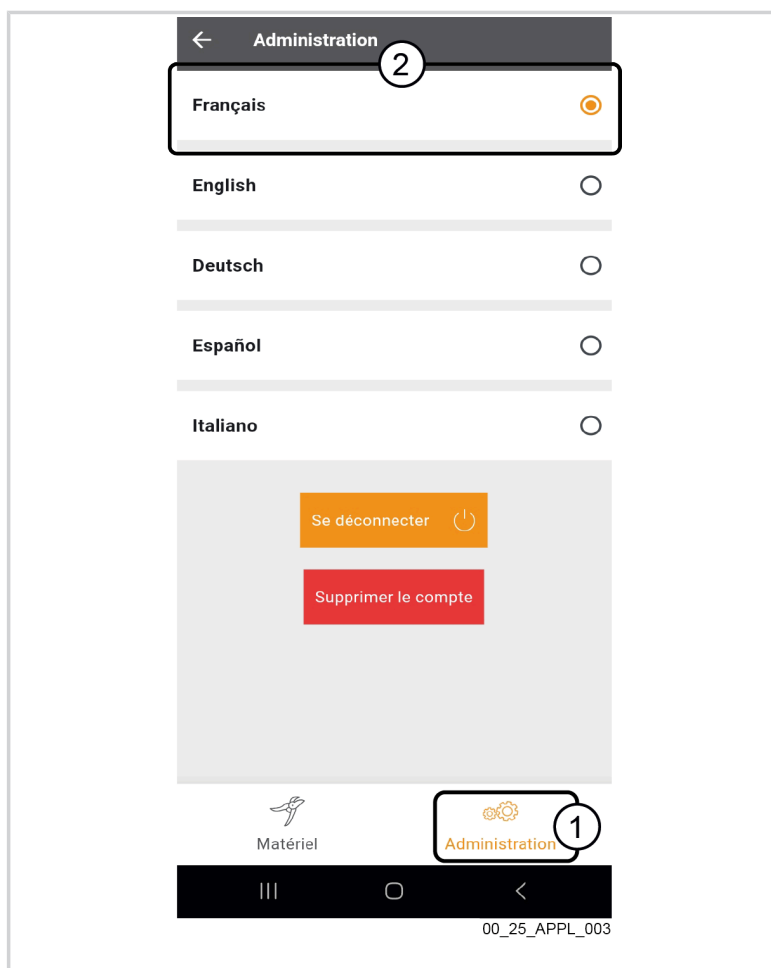 Administration
2
Français
English
Deutsch
Español
Italiano
Se déconnecter
Supprimer le compte
Matériel
Administration
1
00_25_APPL_003